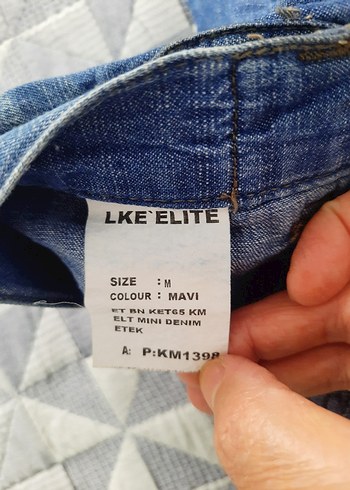 LKE`ELITE
SIZE : M
COLOUR : MAVI
ET BN KET65 KM
ELT MINI DENIM
ETEK
A: P:KM1398